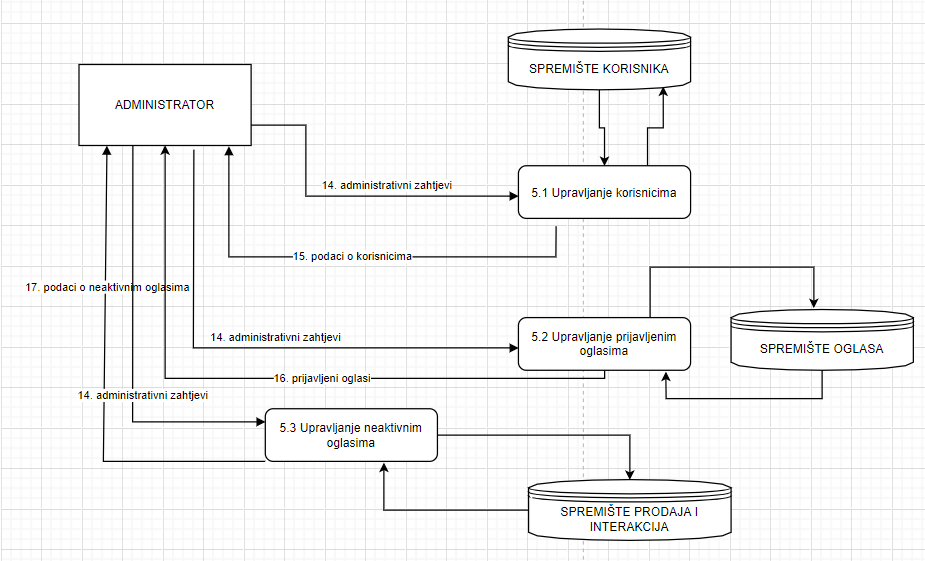 SPREMIŠTE KORISNIKA
ADMINISTRATOR
14. administrativni zahtjevi
5.1 Upravljanje korisnicima
15. podaci o korisnicima
17. podaci o neaktivnim oglasima
14. administrativni zahtjevi
5.2 Upravljanje prijavljenim
oglasima
SPREMIŠTE OGLASA
16. prijavljeni oglasi
14. administrativni zahtjevi
5.3 Upravljanje neaktivnim
oglasima
SPREMIŠTE PRODAJA I
INTERAKCIJA